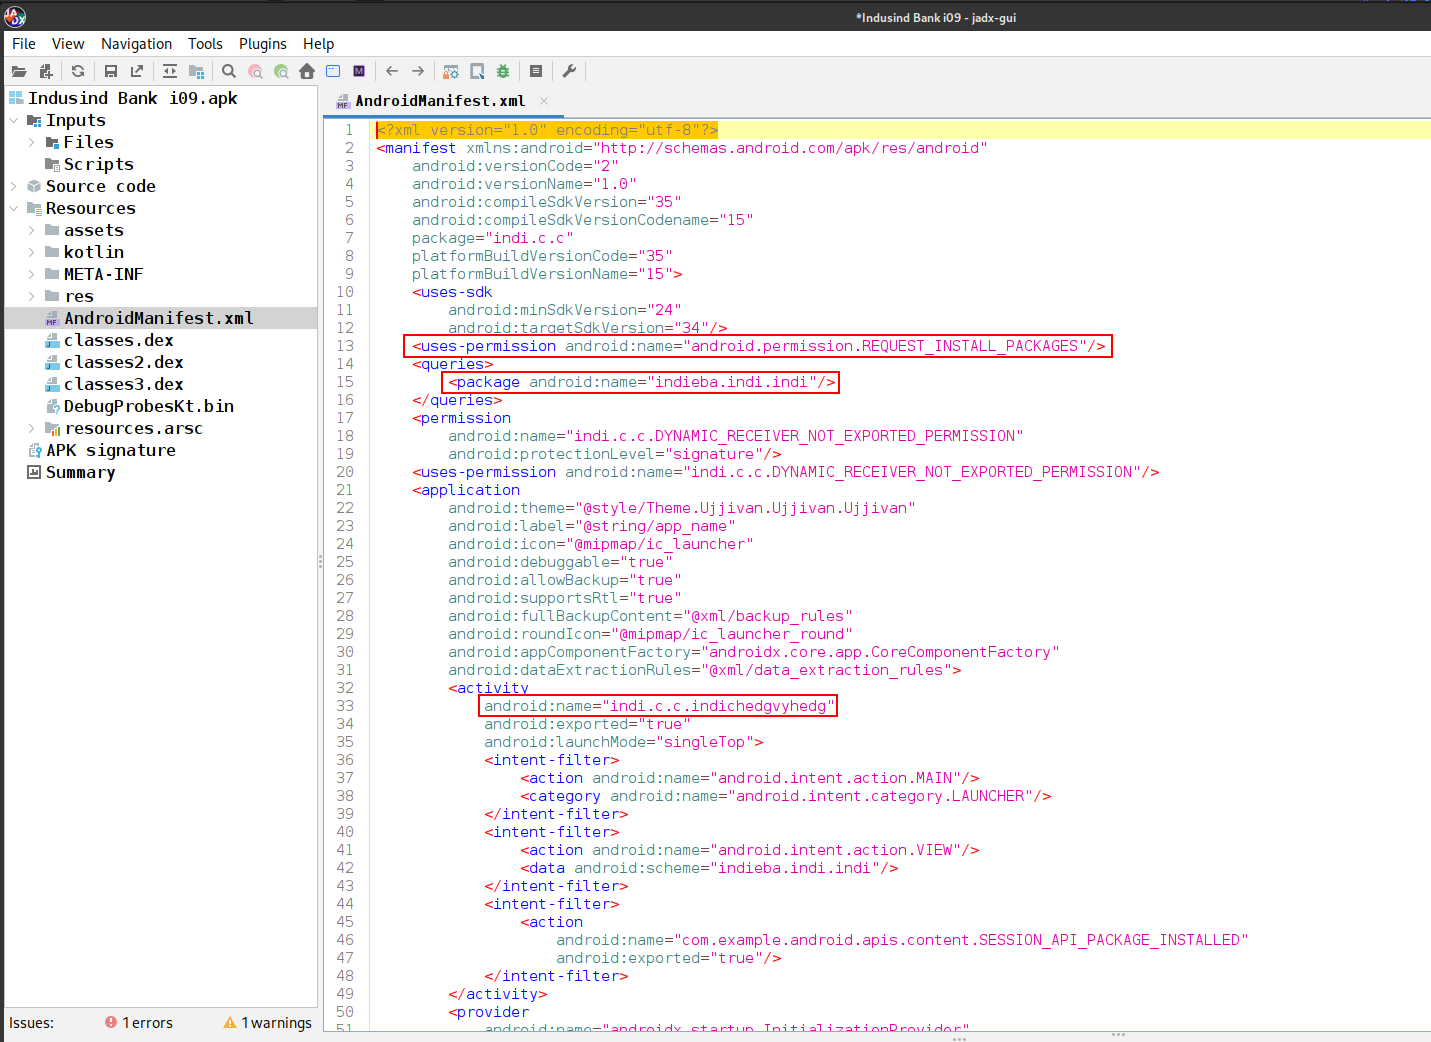 *Indusind Bank i09 - jadx-gui
File View Navigation Tools Plugins Help
Indusind Bank i09.apk
Inputs
Files
Scripts
Source code
Resources
assets
kotlin
META-INF
res
AndroidManifest.xml
classes.dex
classes2.dex
classes3.dex
DebugProbesKt.bin
resources.arsc
APK signature
Summary
Issues: 1 errors 1 warnings
AndroidManifest.xml
1 <?xml version="1.0" encoding="utf-8"?>
2 <manifest xmlns:android="http://schemas.android.com/apk/res/android"
3 android:versionCode="2"
4 android:versionName="1.0"
5 android:compileSdkVersion="35"
6 android:compileSdkVersionCodename="15"
7 package="indi.c.c"
8 platformBuildVersionCode="35"
9 platformBuildVersionName="15">
10 <uses-sdk
11 android:minSdkVersion="24"
12 android:targetSdkVersion="34"/>
13 <uses-permission android:name="android.permission.REQUEST_INSTALL_PACKAGES"/>
14 <queries>
15 <package android:name="indieba.indi.indi"/>
16 </queries>
17 <permission
18 android:name="indi.c.c.DYNAMIC_RECEIVER_NOT_EXPORTED_PERMISSION"
19 android:protectionLevel="signature"/>
20 <uses-permission android:name="indi.c.c.DYNAMIC_RECEIVER_NOT_EXPORTED_PERMISSION"/>
21 <application
22 android:theme="@style/Theme.Ujjivan.Ujjivan.Ujjivan"
23 android:label="@string/app_name"
24 android:icon="@mipmap/ic_launcher"
25 android:debuggable="true"
26 android:allowBackup="true"
27 android:supportsRtl="true"
28 android:fullBackupContent="@xml/backup_rules"
29 android:roundIcon="@mipmap/ic_launcher_round"
30 android:appComponentFactory="androidx.core.app.CoreComponentFactory"
31 android:dataExtractionRules="@xml/data_extraction_rules">
32 <activity
33 android:name="indi.c.c.indichedgvyhedg"
34 android:exported="true"
35 android:launchMode="singleTop">
36 <intent-filter>
37 <action android:name="android.intent.action.MAIN"/>
38 <category android:name="android.intent.category.LAUNCHER"/>
39 </intent-filter>
40 <intent-filter>
41 <action android:name="android.intent.action.VIEW"/>
42 <data android:scheme="indieba.indi.indi"/>
43 </intent-filter>
44 <intent-filter>
45 <action
46 android:name="com.example.android.apis.content.SESSION_API_PACKAGE_INSTALLED"
47 android:exported="true"/>
48 </intent-filter>
49 </activity>
50 <provider
51 android:name="androidx.startup.InitializationProvider"